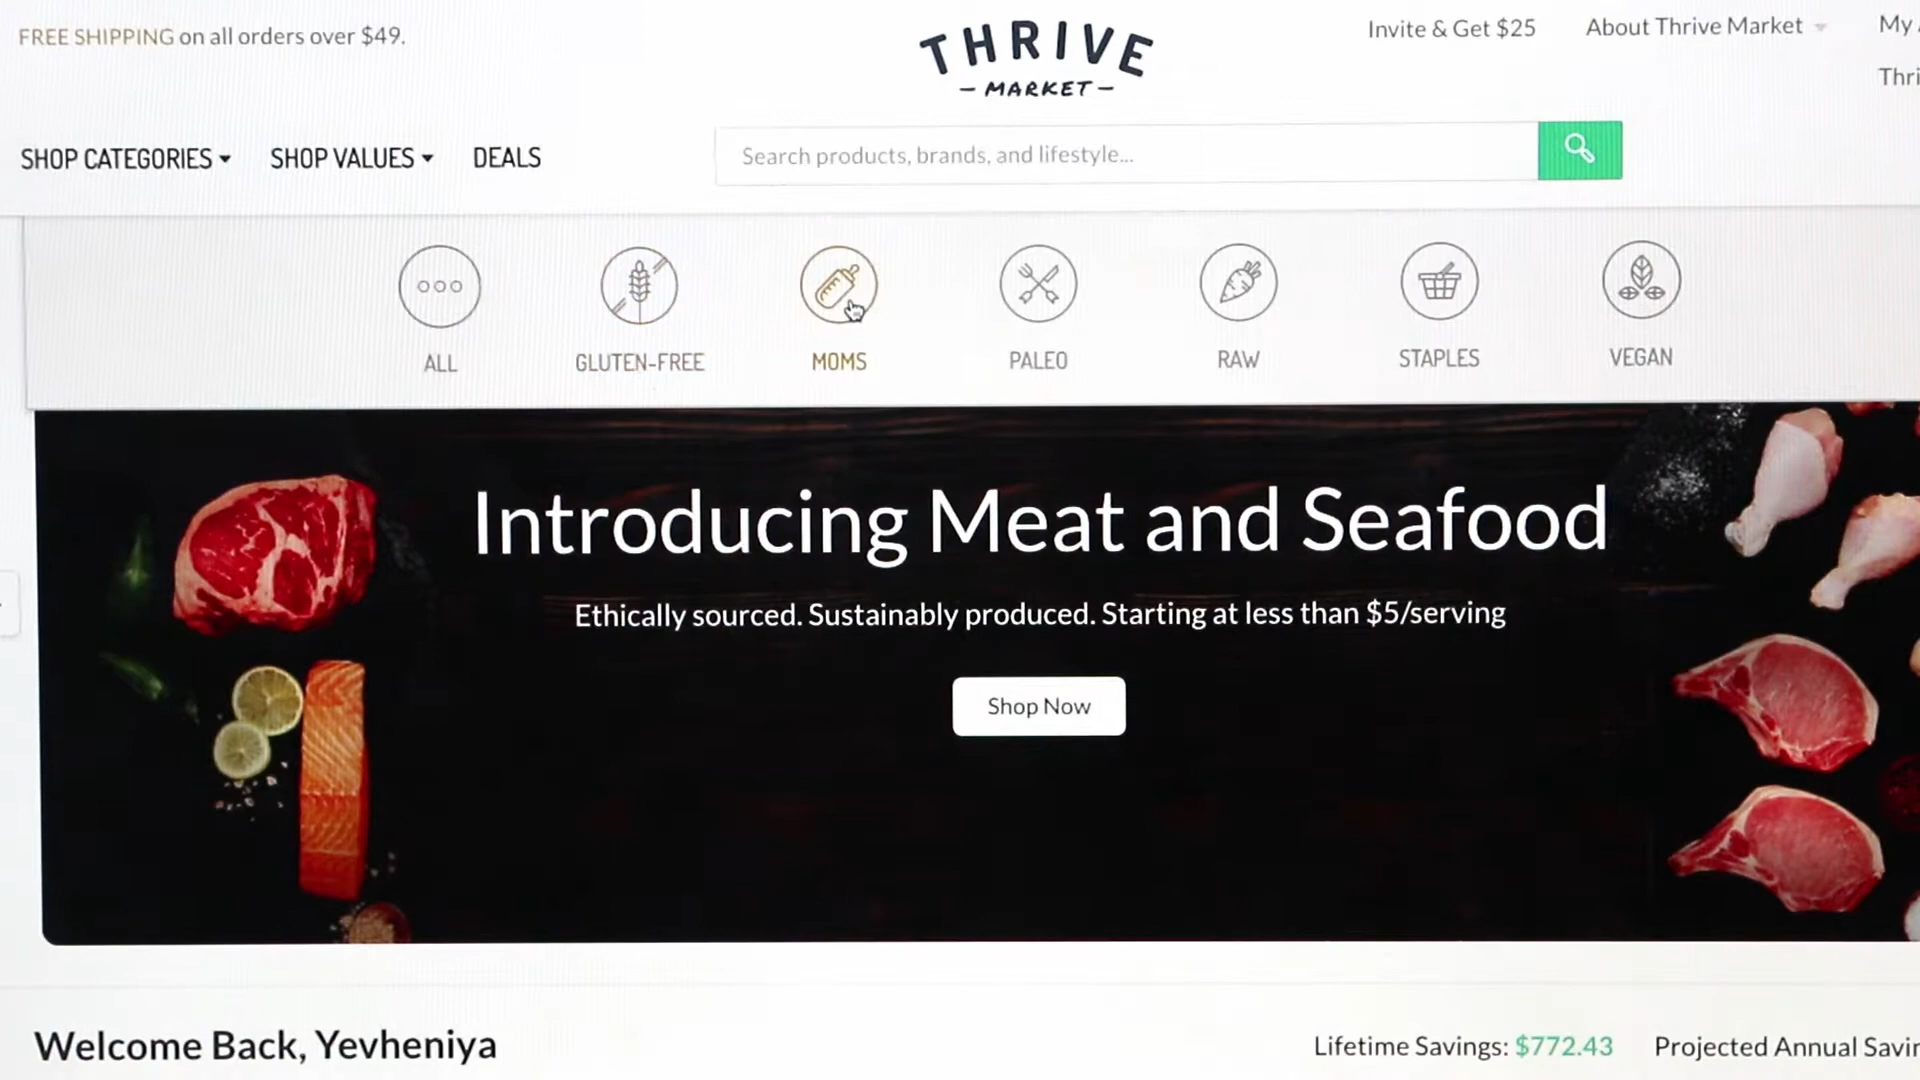 FREE SHIPPING on all orders over $49.
THRIVE
MARKET
Invite & Get $25
About Thrive Market
My
SHOP CATEGORIES
SHOP VALUES
DEALS
Search products, brands, and lifestyle...
ALL
GLUTEN-FREE
MOMS
PALEO
RAW
STAPLES
VEGAN
Introducing Meat and Seafood
Ethically sourced. Sustainably produced. Starting at less than $5/serving
Shop Now
Welcome Back, Yevheniya
Lifetime Savings: $772.43
Projected Annual